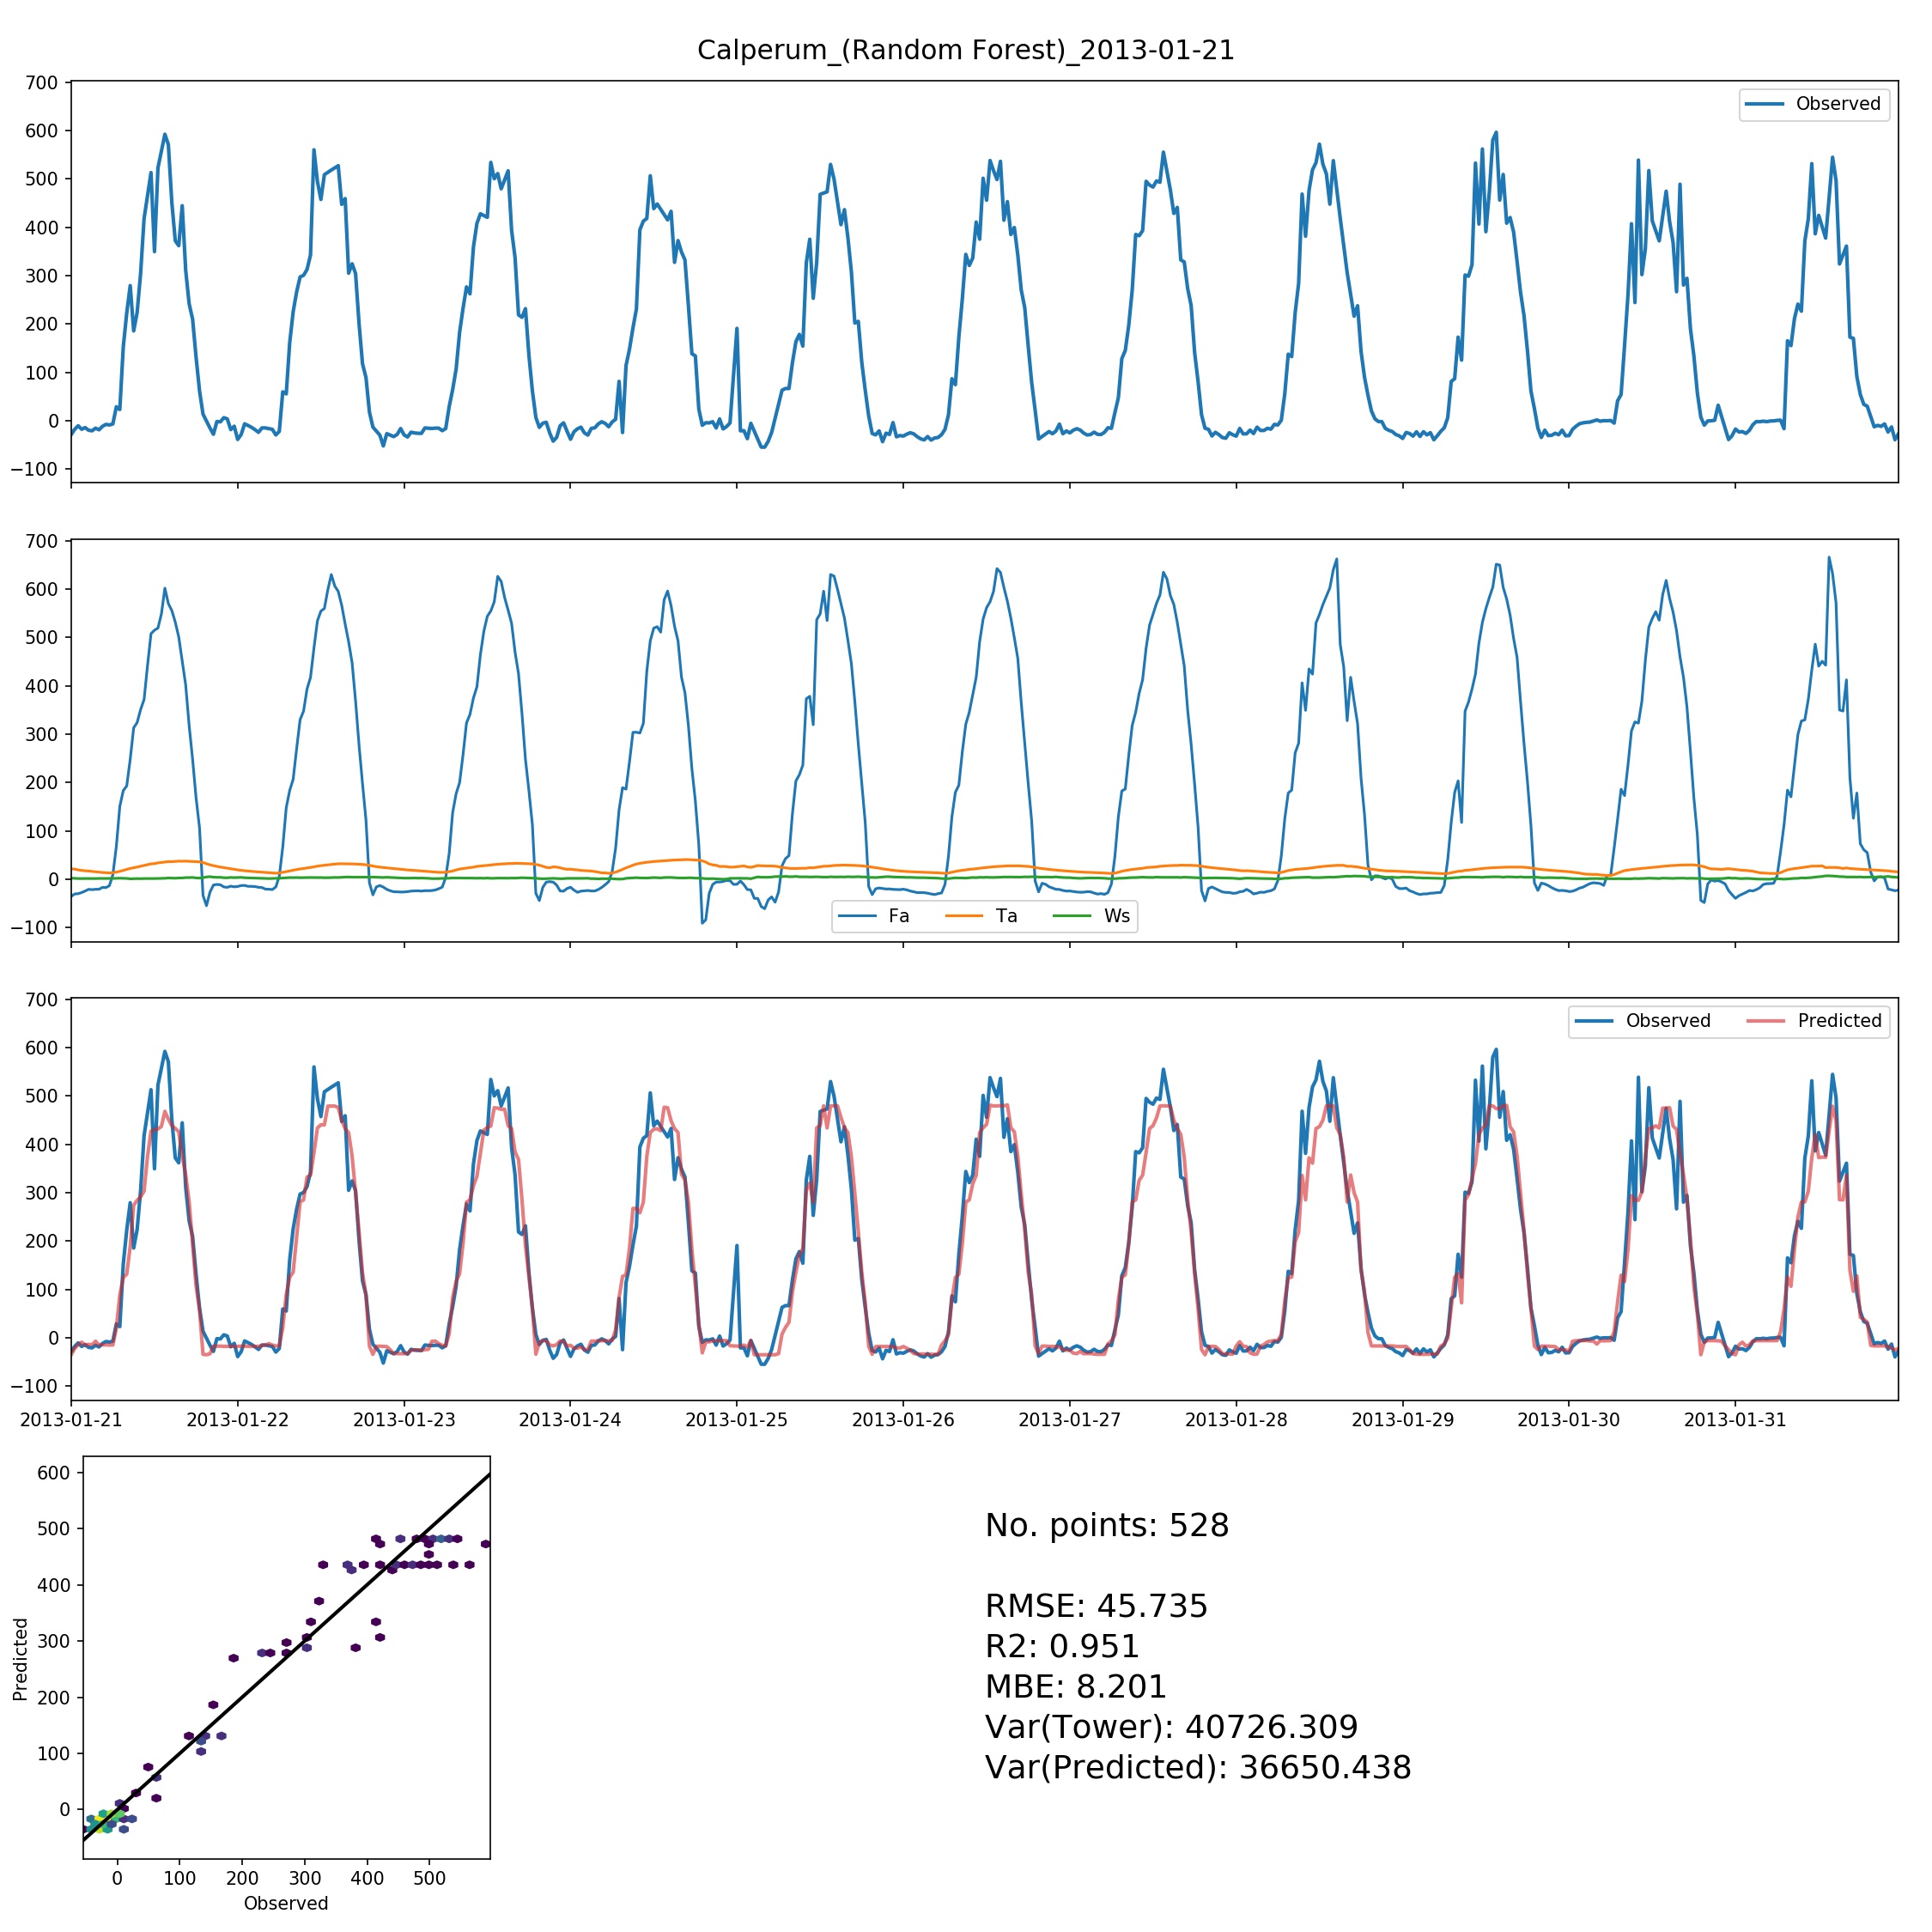 Calperum_(Random Forest)_2013-01-21
700
600
500
400
300
200
100
0
−100
Observed
700
600
500
400
300
200
100
0
−100
Fa Ta Ws
700
600
500
400
300
200
100
0
−100
Observed Predicted
2013-01-21 2013-01-22 2013-01-23 2013-01-24 2013-01-25 2013-01-26 2013-01-27 2013-01-28 2013-01-29 2013-01-30 2013-01-31
600
500
400
300
200
100
0
Predicted
0 100 200 300 400 500
Observed
No. points: 528
RMSE: 45.735
R2: 0.951
MBE: 8.201
Var(Tower): 40726.309
Var(Predicted): 36650.438